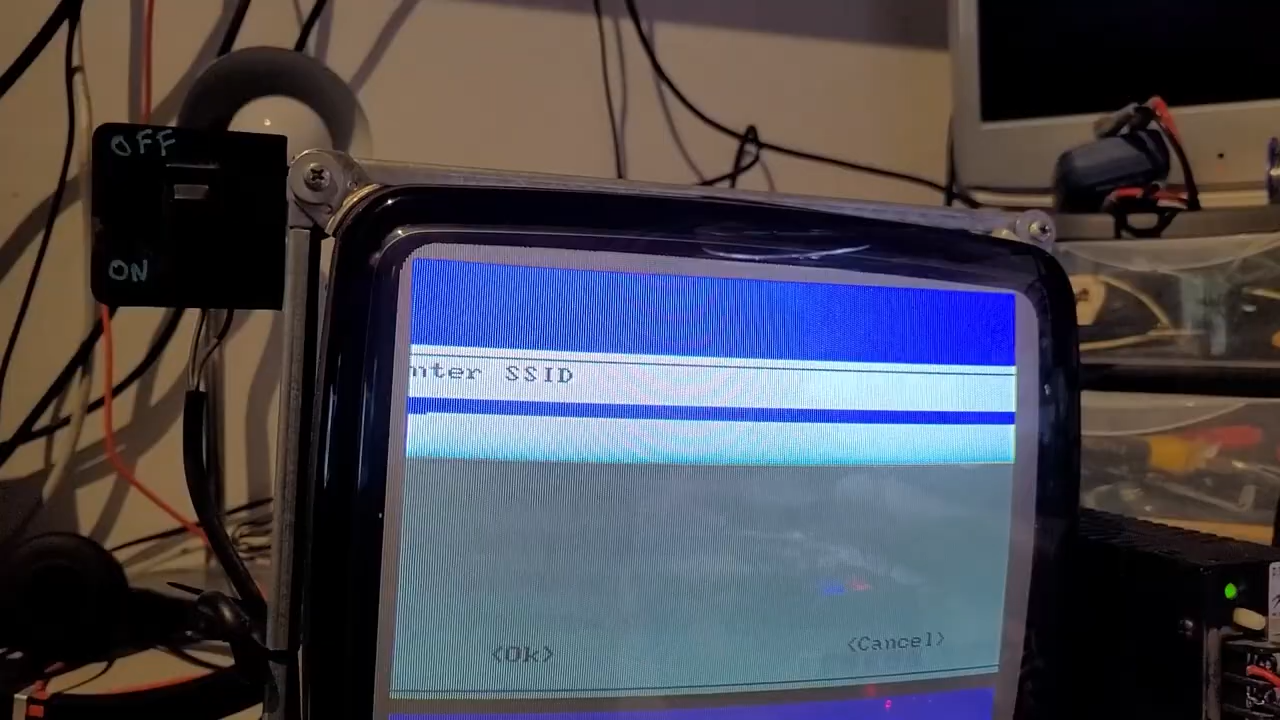 OFF
ON
nter SSID
<Ok>
<Cancel>